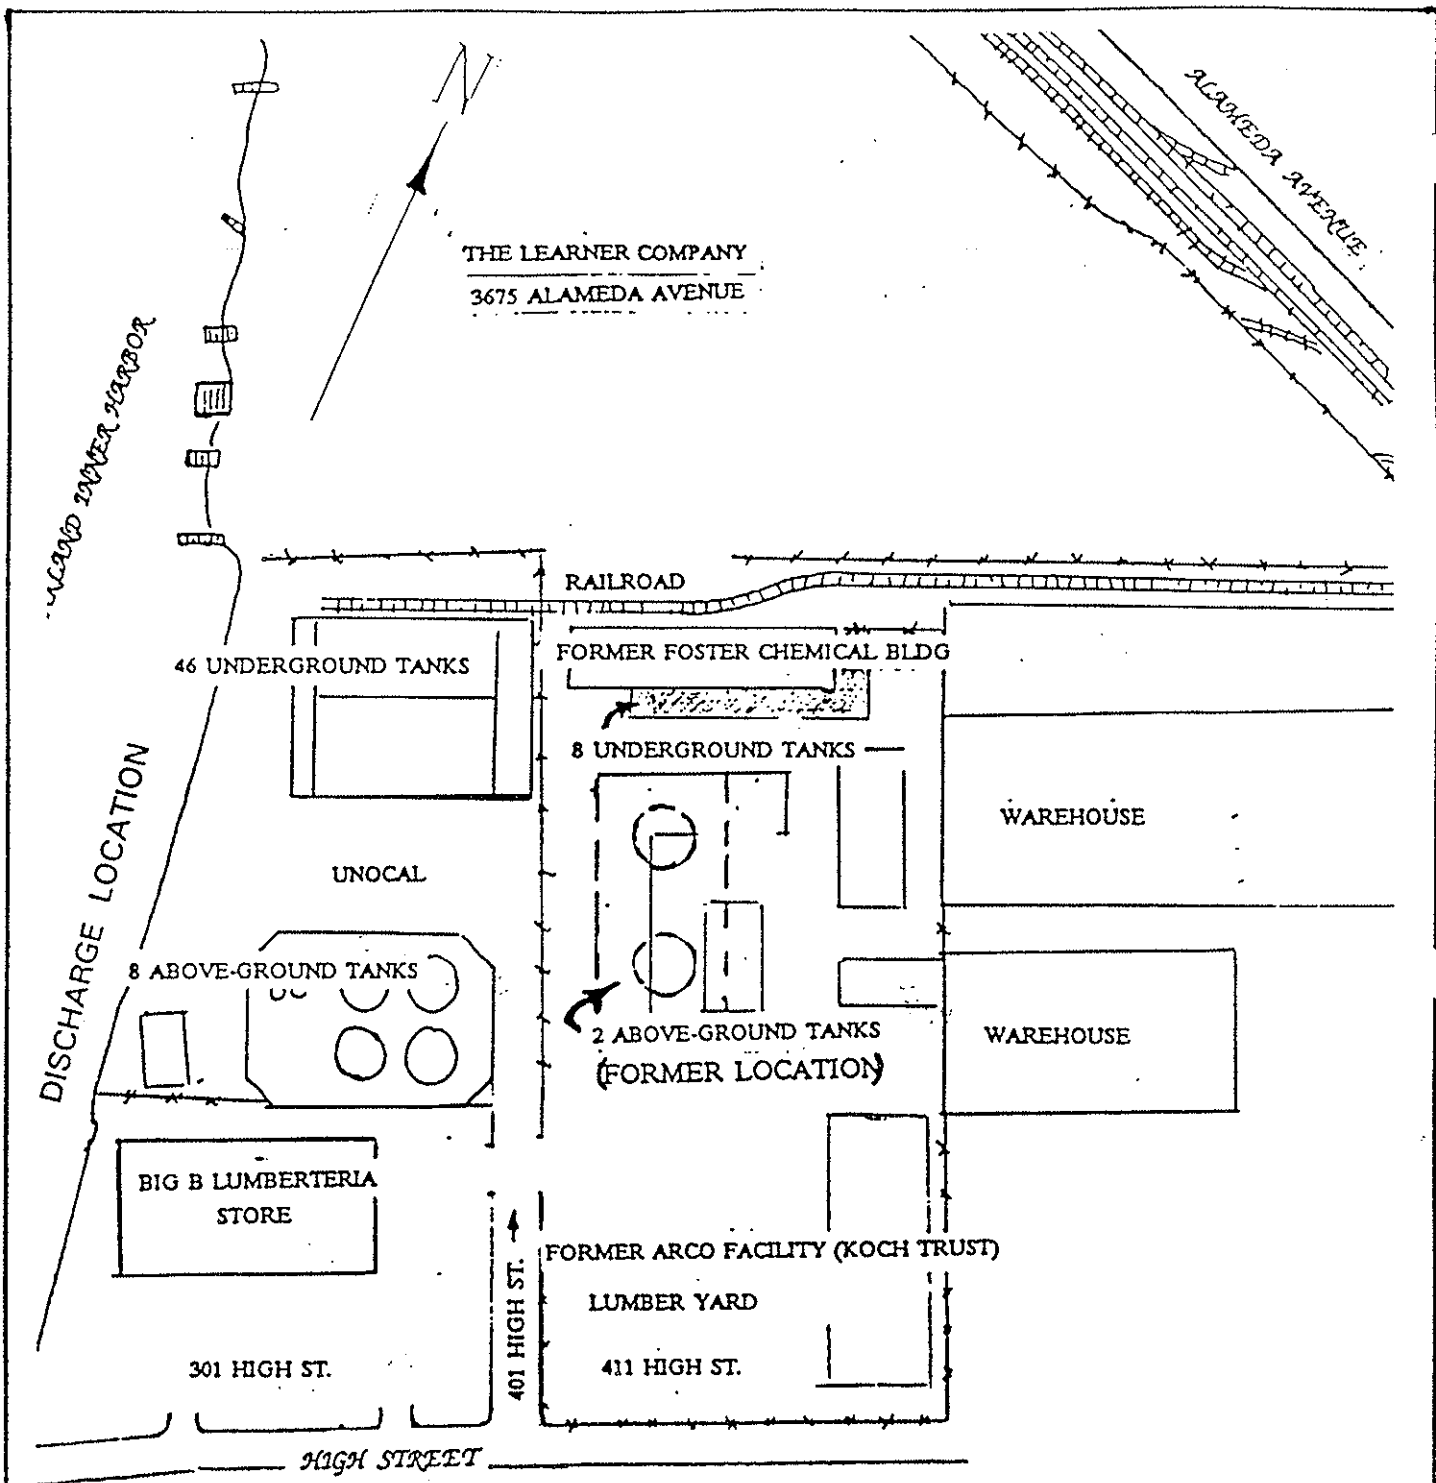 N
ALAMEDA AVENUE
THE LEARNER COMPANY
3675 ALAMEDA AVENUE
INNER HARBOR
RAILROAD
46 UNDERGROUND TANKS
FORMER FOSTER CHEMICAL BLDG
8 UNDERGROUND TANKS
DISCHARGE LOCATION
WAREHOUSE
UNOCAL
8 ABOVE-GROUND TANKS
2 ABOVE-GROUND TANKS
(FORMER LOCATION)
WAREHOUSE
BIG B LUMBERTERIA
STORE
401 HIGH ST.
FORMER ARCO FACILITY (KOCH TRUST)
LUMBER YARD
301 HIGH ST.
411 HIGH ST.
HIGH STREET